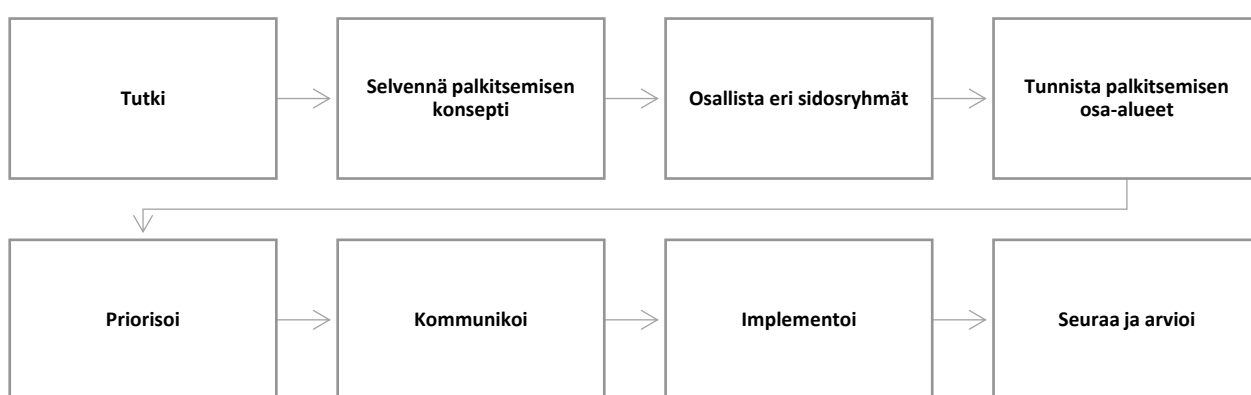 Tutki
Selvennä palkitsemisen
konsepti
Osallista eri sidosryhmät
Tunnista palkitsemisen
osa-alueet
Priorisoi
Kommunikoi
Implementoi
Seuraa ja arvioi